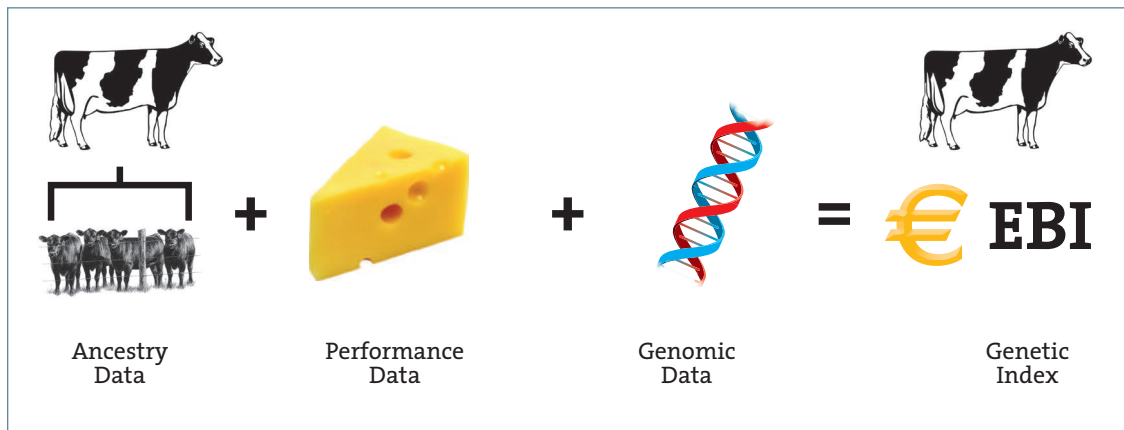 + + = € EBI
Ancestry
Data
Performance
Data
Genomic
Data
Genetic
Index